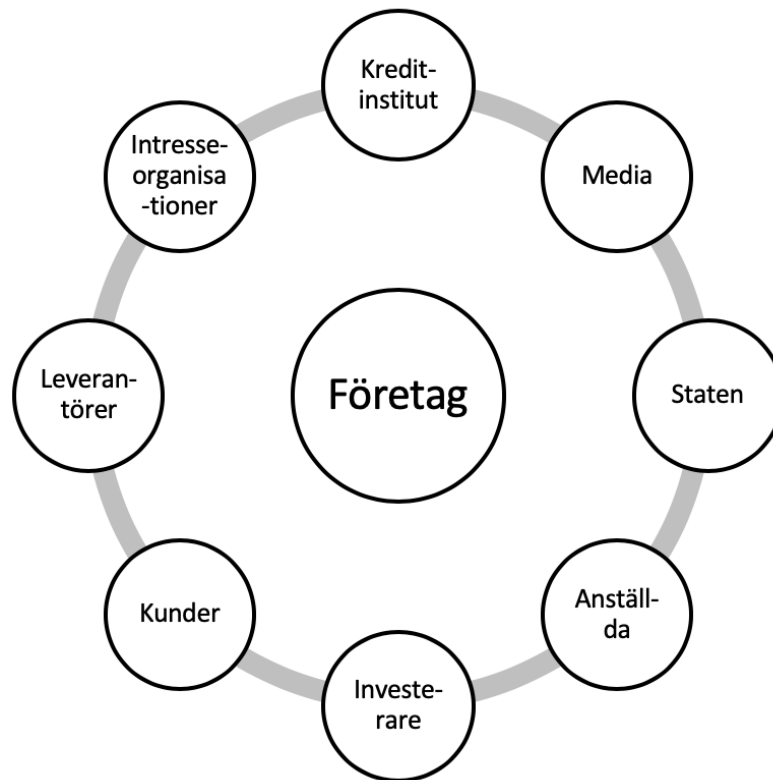 Kredit-
institut
Media
Staten
Anställ-
da
Investe-
rare
Kunder
Leveran-
törer
Intresse-
organisa
-tioner
Företag